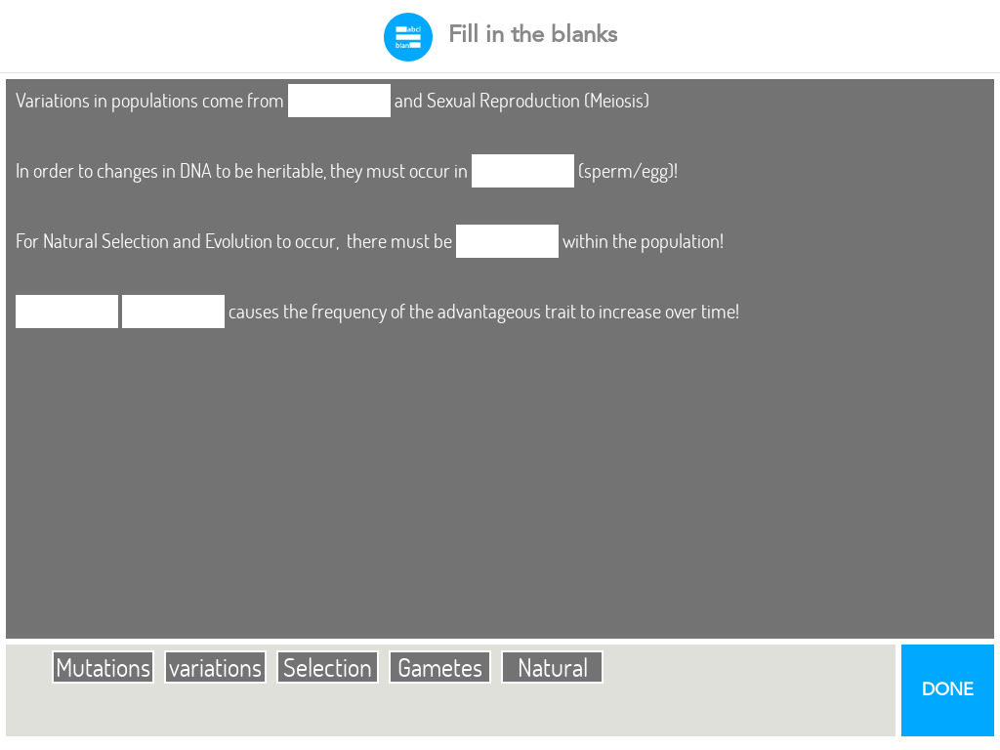 abcl
blan
Fill in the blanks
Variations in populations come from and Sexual Reproduction (Meiosis)
In order to changes in DNA to be heritable, they must occur in (sperm/egg)!
For Natural Selection and Evolution to occur, there must be within the population!
causes the frequency of the advantageous trait to increase over time!
Mutations variations Selection Gametes Natural
DONE